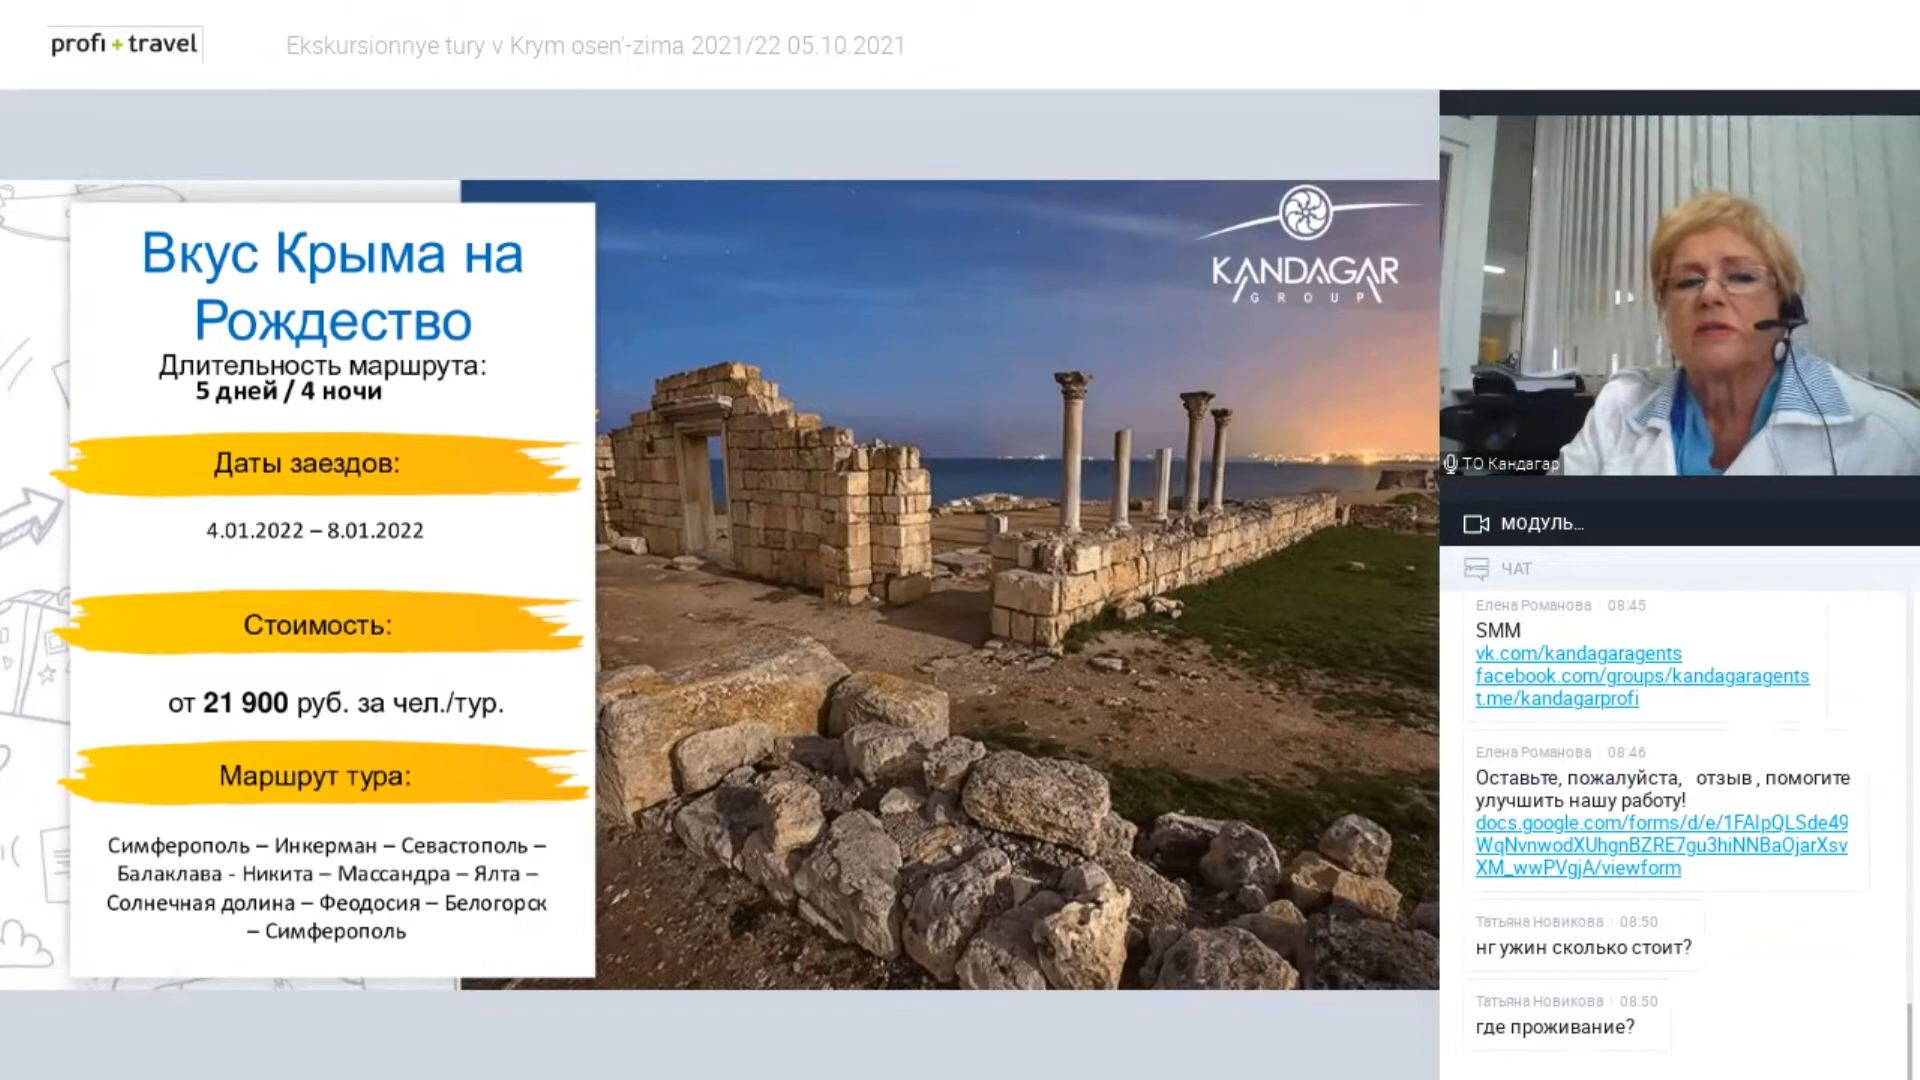 profi + travel
Ekskursionnye tury v Krym osen'-zima 2021/22 05.10.2021
Вкус Крыма на
Рождество
Длительность маршрута:
5 дней / 4 ночи
Даты заездов:
4.01.2022 – 8.01.2022
Стоимость:
от 21 900 руб. за чел./тур.
Маршрут тура:
Симферополь – Инкерман – Севастополь –
Балаклава - Никита – Массандра – Ялта –
Солнечная долина – Феодосия – Белогорск
– Симферополь
KANDAGAR
GROUP
ТО Кандагар
МОДУЛЬ...
ЧАТ
Елена Романова 08:45
SMM
vk.com/kandagaragents
facebook.com/groups/kandagaragents
t.me/kandagarprofi
Елена Романова 08:46
Оставьте, пожалуйста, отзыв , помогите
улучшить нашу работу!
docs.google.com/forms/d/e/1FAIpQLSde49
WqNvnwodXUhgnBZRE7gu3hiNNBaOjarXsv
XM_wwPVgjA/viewform
Татьяна Новикова 08:50
нг ужин сколько стоит?
Татьяна Новикова 08:50
где проживание?